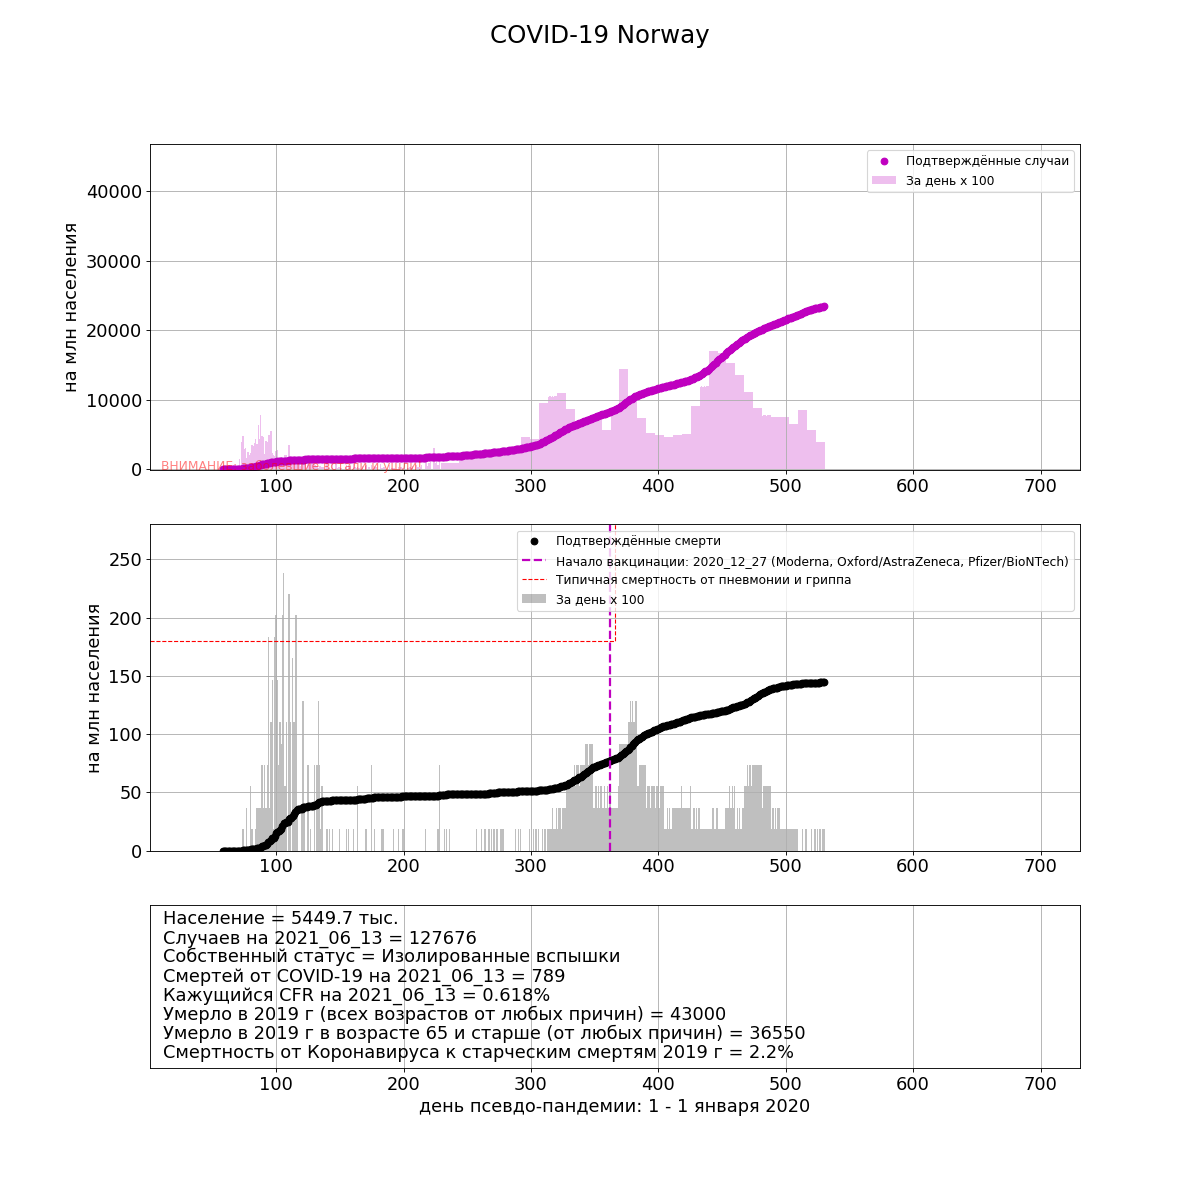 COVID-19 Norway
на млн населения
40000
30000
20000
10000
0
Подтверждённые случаи
За день x 100
ВНИМАНИЕ
встали и ушли
100 200 300 400 500 600 700
на млн населения
250
200
150
100
50
0
Подтверждённые смерти
Начало вакцинации: 2020_12_27 (Moderna, Oxford/AstraZeneca, Pfizer/BioNTech)
Типичная смертность от пневмонии и гриппа
За день x 100
100 200 300 400 500 600 700
Население = 5449.7 тыс.
Случаев на 2021_06_13 = 127676
Собственный статус = Изолированные вспышки
Смертей от COVID-19 на 2021_06_13 = 789
Кажущийся CFR на 2021_06_13 = 0.618%
Умерло в 2019 г (всех возрастов от любых причин) = 43000
Умерло в 2019 г в возрасте 65 и старше (от любых причин) = 36550
Смертность от Коронавируса к старческим смертям 2019 г = 2.2%
100 200 300 400 500 600 700
день псевдо-пандемии: 1 - 1 января 2020